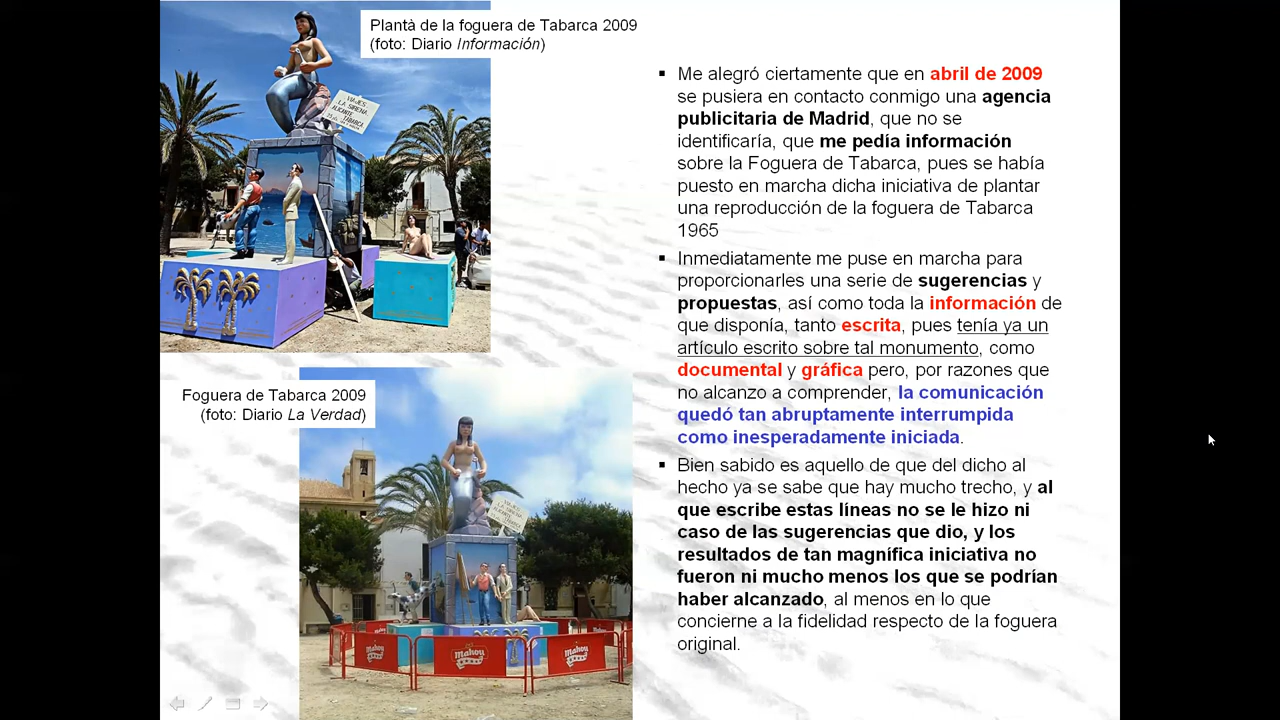 Plantà de la foguera de Tabarca 2009
(foto: Diario Información)
VIAJES
LA SIRENA
ALICANTE
TABARCA
Foguera de Tabarca 2009
(foto: Diario La Verdad)
VIAJES
LA SIRENA
Mahou
Mahou
▪ Me alegró ciertamente que en abril de 2009
se pusiera en contacto conmigo una agencia
publicitaria de Madrid, que no se
identificaría, que me pedía información
sobre la Foguera de Tabarca, pues se había
puesto en marcha dicha iniciativa de plantar
una reproducción de la foguera de Tabarca
1965
▪ Inmediatamente me puse en marcha para
proporcionarles una serie de sugerencias y
propuestas, así como toda la información de
que disponía, tanto escrita, pues tenía ya un
artículo escrito sobre tal monumento, como
documental y gráfica pero, por razones que
no alcanzo a comprender, la comunicación
quedó tan abruptamente interrumpida
como inesperadamente iniciada.
▪ Bien sabido es aquello de que del dicho al
hecho ya se sabe que hay mucho trecho, y al
que escribe estas líneas no se le hizo ni
caso de las sugerencias que dio, y los
resultados de tan magnífica iniciativa no
fueron ni mucho menos los que se podrían
haber alcanzado, al menos en lo que
concierne a la fidelidad respecto de la foguera
original.